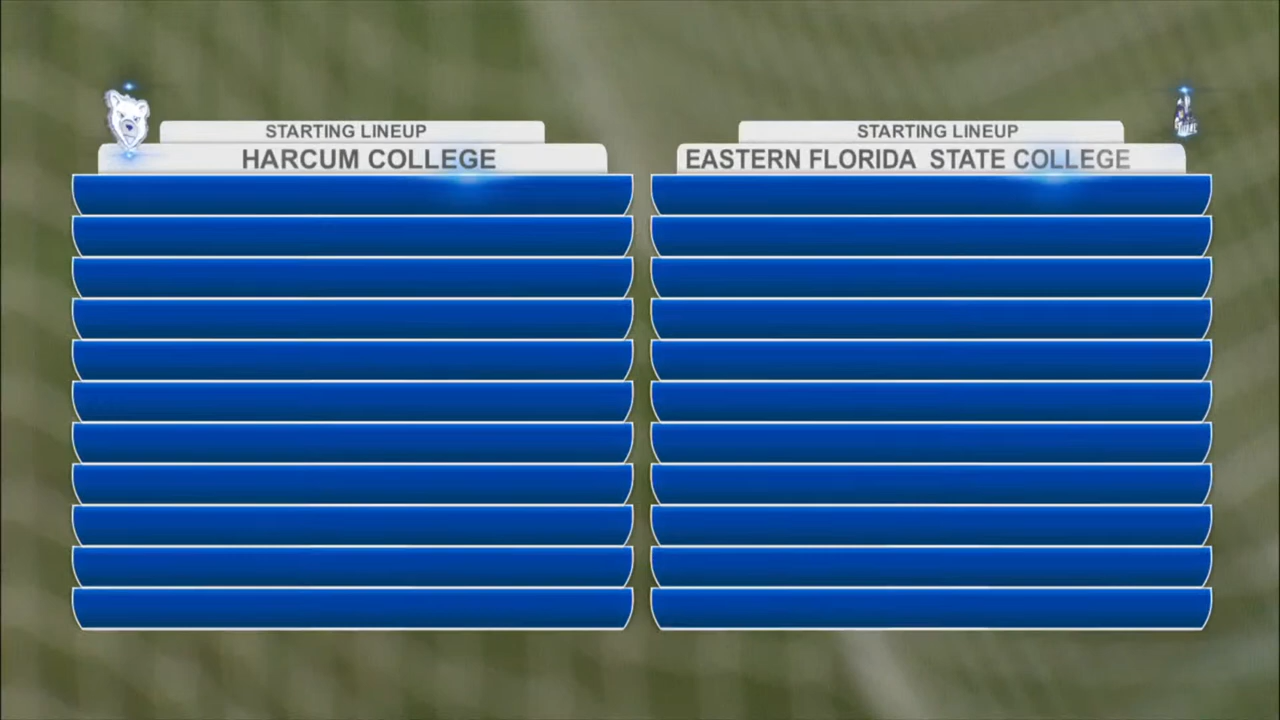 STARTING LINEUP
HARCUM COLLEGE
STARTING LINEUP
EASTERN FLORIDA STATE COLLEGE